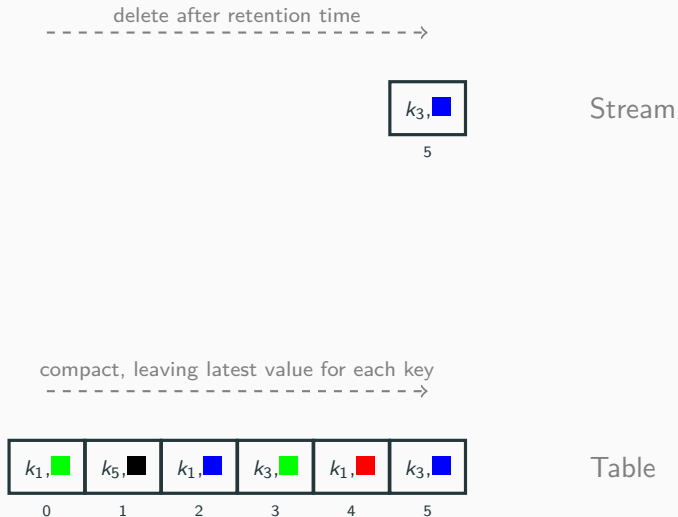 delete after retention time
k₃,
Stream
5
compact, leaving latest value for each key
k₁, k₅, k₁, k₃, k₁, k₃,
Table
0 1 2 3 4 5